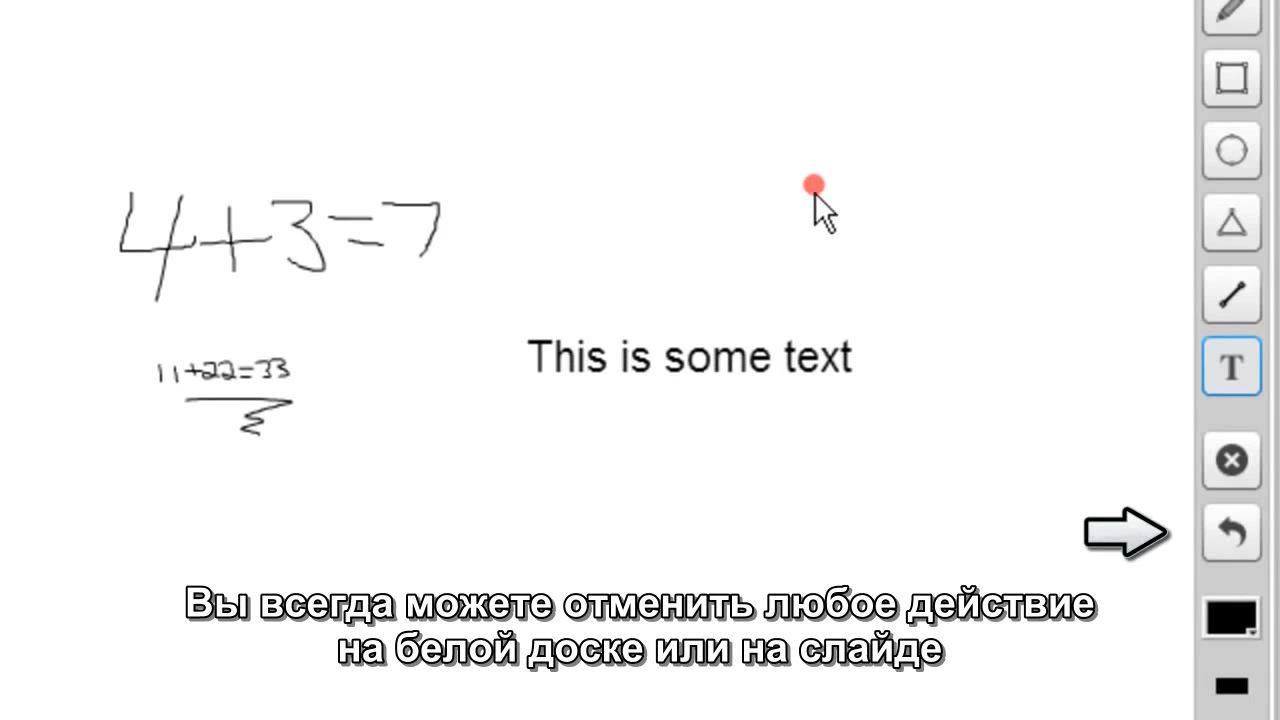 4+3=7
11+22=33
This is some text
T
Вы всегда можете отменить любое действие
на белой доске или на слайде